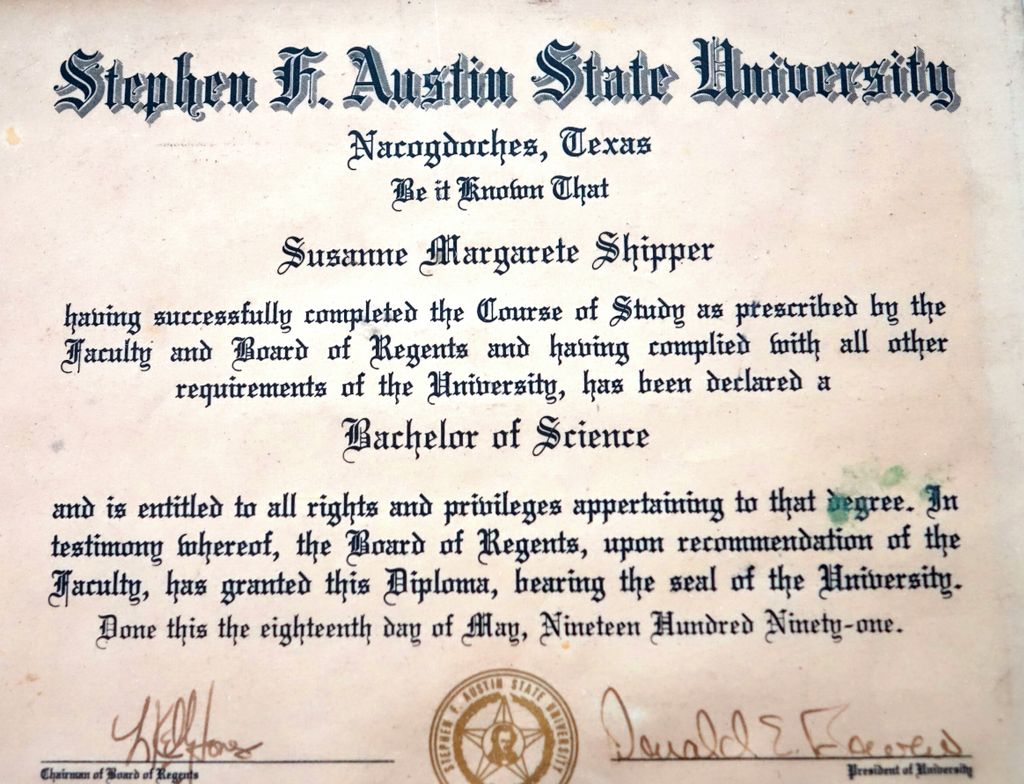 Stephen F. Austin State University
Nacogdoches, Texas
Be it Known That
Susanne Margarete Shipper
having successfully completed the Course of Study as prescribed by the
Faculty and Board of Regents and having complied with all other
requirements of the University, has been declared a
Bachelor of Science
and is entitled to all rights and privileges appertaining to that degree. In
testimony whereof, the Board of Regents, upon recommendation of the
Faculty, has granted this Diploma, bearing the seal of the University.
Done this the eighteenth day of May, Nineteen Hundred Ninety-one.
STEPHEN F. AUSTIN STATE UNIVERSITY
Donald E.
Chairman of Board of Regents
President of University